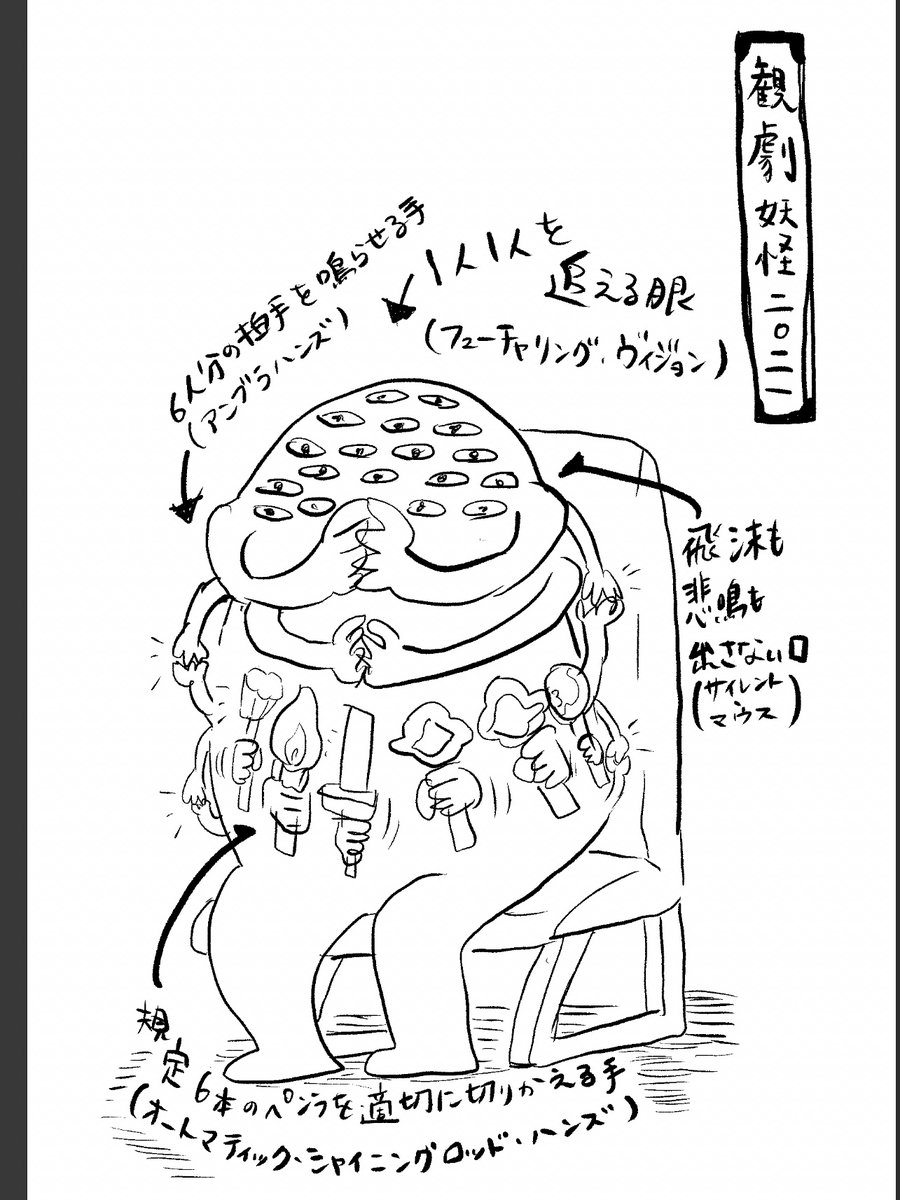 観劇妖怪二〇二一
1人1人を
追える眼
(フューチャリング・ヴィジョン)
6人分の拍手を鳴らせる手
(アンブラハンズ)
飛沫も
悲鳴も
出さない口
(サイレント
マウス)
規定6本のペンラを適切に切りかえる手
(オートマティック・シャイニングロッド・ハンズ)